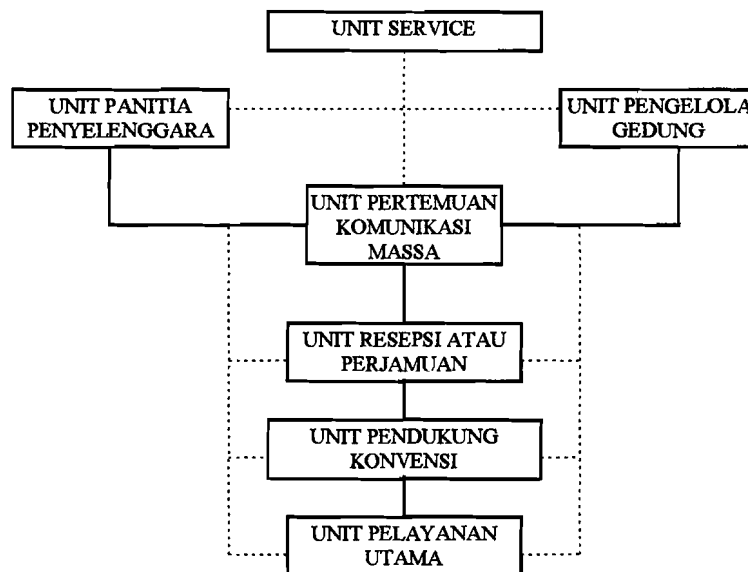 UNIT SERVICE
UNIT PANITIA
PENYELENGGARA
UNIT PENGELOLA
GEDUNG
UNIT PERTEMUAN
KOMUNIKASI
MASSA
UNIT RESEPSI ATAU
PERJAMUAN
UNIT PENDUKUNG
KONVENSI
UNIT PELAYANAN
UTAMA